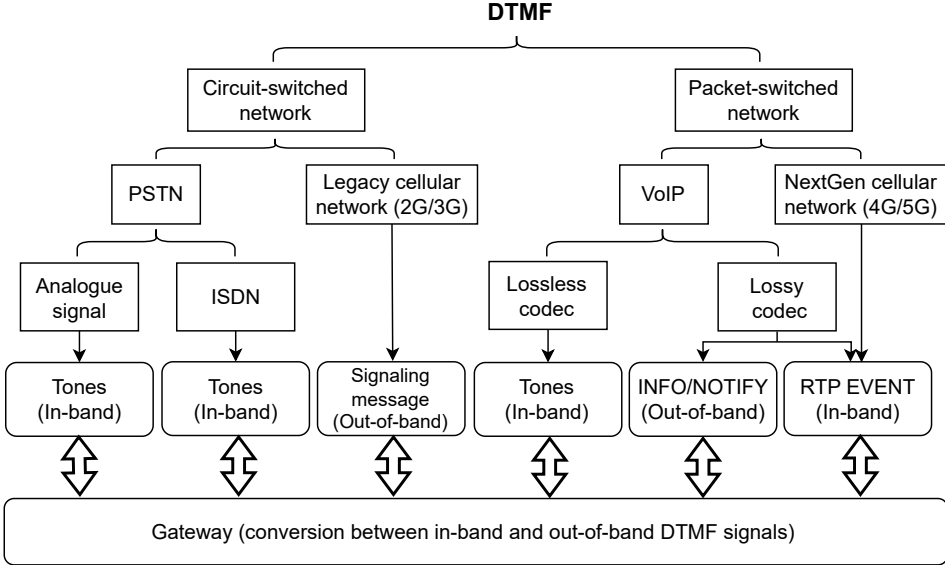 DTMF
Circuit-switched
network
Packet-switched
network
PSTN
Legacy cellular
network (2G/3G)
VoIP
NextGen cellular
network (4G/5G)
Analogue
signal
ISDN
Lossless
codec
Lossy
codec
Tones
(In-band)
Tones
(In-band)
Signaling
message
(Out-of-band)
Tones
(In-band)
INFO/NOTIFY
(Out-of-band)
RTP EVENT
(In-band)
Gateway (conversion between in-band and out-of-band DTMF signals)